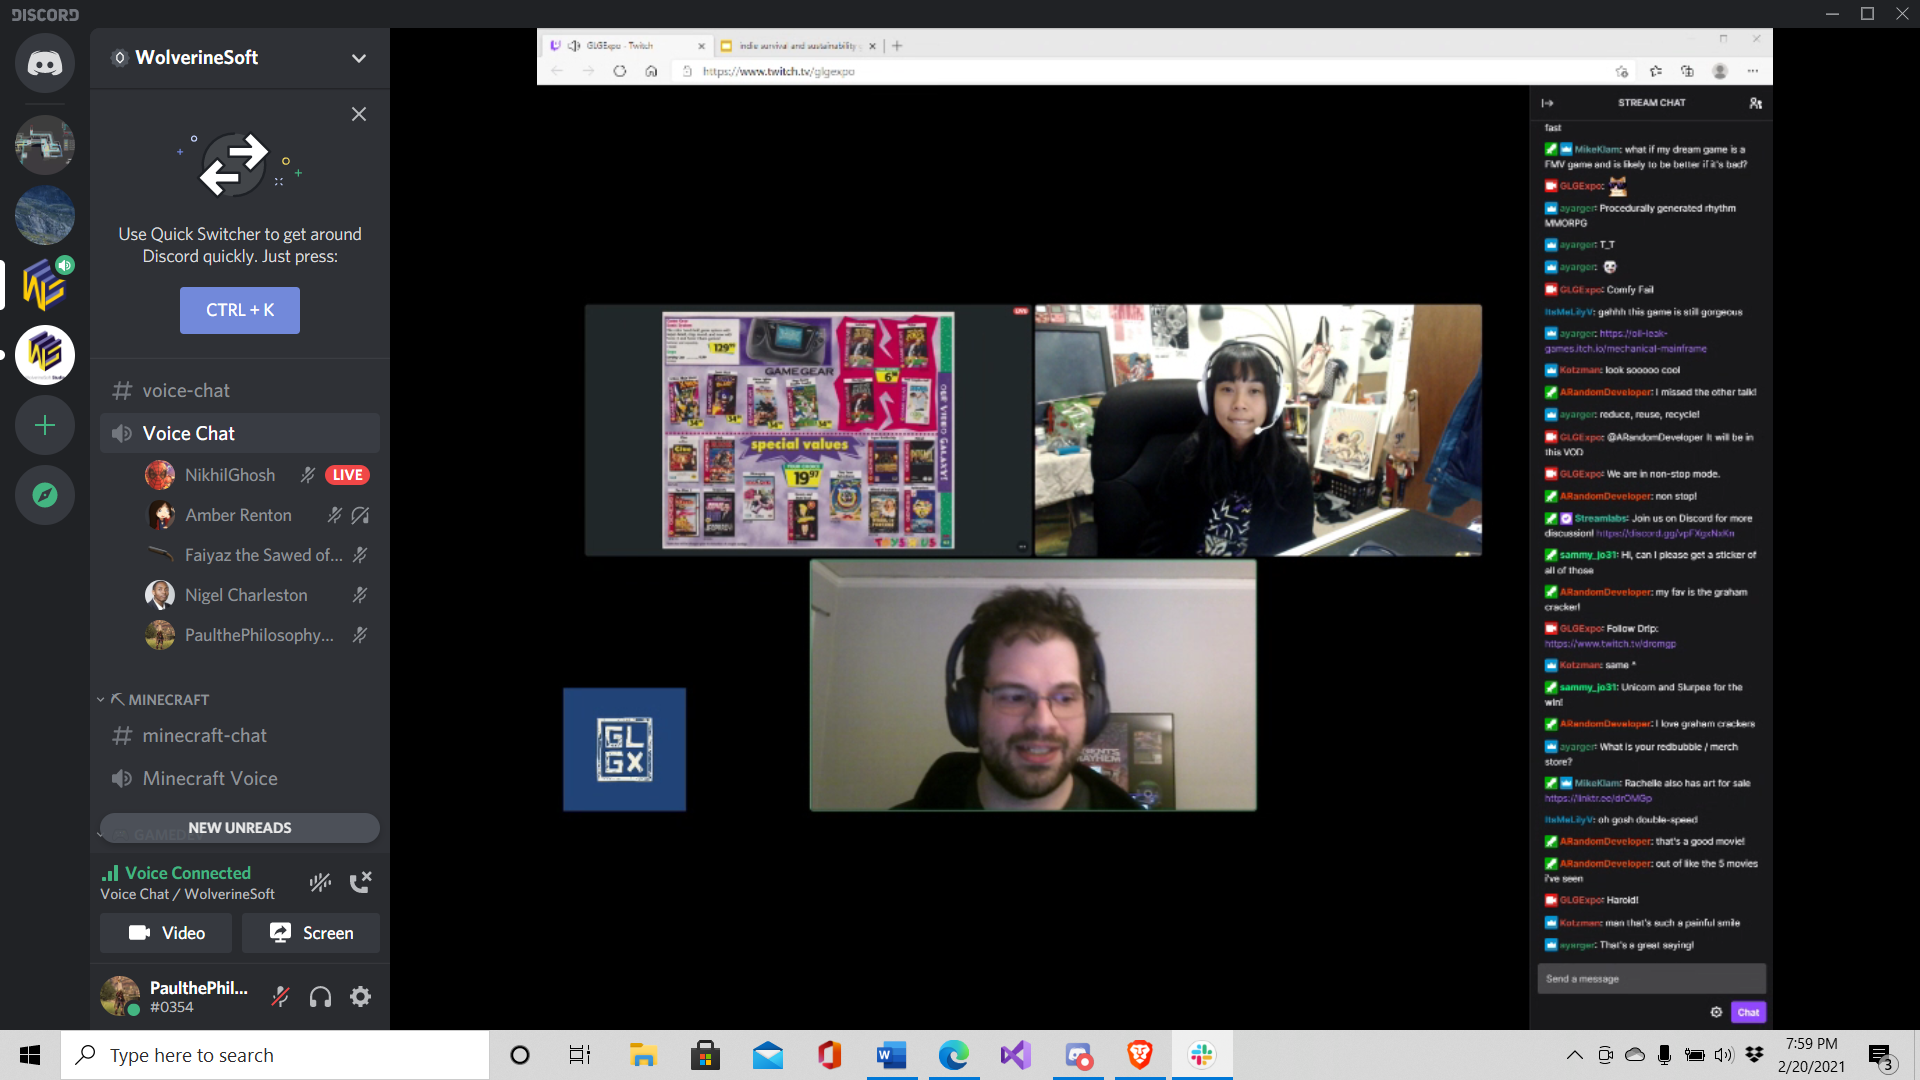 DISCORD
WolverineSoft
Use Quick Switcher to get around
Discord quickly. Just press:
CTRL + K
voice-chat
Voice Chat
NikhilGhosh
LIVE
Amber Renton
Faiyaz the Sawed of...
Nigel Charleston
PaulthePhilosophy...
MINECRAFT
minecraft-chat
Minecraft Voice
NEW UNREADS
Voice Connected
Voice Chat / WolverineSoft
Video
Screen
PaulthePhil...
#0354
GLGExpo - Twitch
indie survival and sustainability
https://www.twitch.tv/glgexpo
LIVE
129
GAME GEAR
6
special values
19.97
TOYS R US
GL
GX
STREAM CHAT
fast
MikeKlam: what if my dream game is a
FMV game and is likely to be better if it's bad?
GLGExpo:
ayarger: Procedurally generated rhythm
MMORPG
ayarger: T_T
ayarger:
GLGExpo: Comfy Fail
ItsMeLilyV: gahhh this game is still gorgeous
ayarger: https://oil-leak-
games.itch.io/mechanical-mainframe
Kotzman: look sooooo cool
ARandomDeveloper: I missed the other talk!
ayarger: reduce, reuse, recycle!
GLGExpo: @ARandomDeveloper It will be in
this VOD
GLGExpo: We are in non-stop mode.
ARandomDeveloper: non stop!
Streamlabs: Join us on Discord for more
discussion! https://discord.gg/vpFXgxNxKn
sammy_jo31: Hi, can I please get a sticker of
all of those
ARandomDeveloper: my fav is the graham
cracker!
GLGExpo: Follow Drip:
https://www.twitch.tv/dromgp
Kotzman: same *
sammy_jo31: Unicorn and Slurpee for the
win!
ARandomDeveloper: I love graham crackers
ayarger: What is your redbubble / merch
store?
MikeKlam: Rachelle also has art for sale
https://linktr.ee/drOMGp
ItsMeLilyV: oh gosh double-speed
ARandomDeveloper: that's a good movie!
ARandomDeveloper: out of like the 5 movies
i've seen
GLGExpo: Harold!
Kotzman: man that's such a painful smile
ayarger: That's a great saying!
Send a message
Chat
Type here to search
7:59 PM
2/20/2021
3